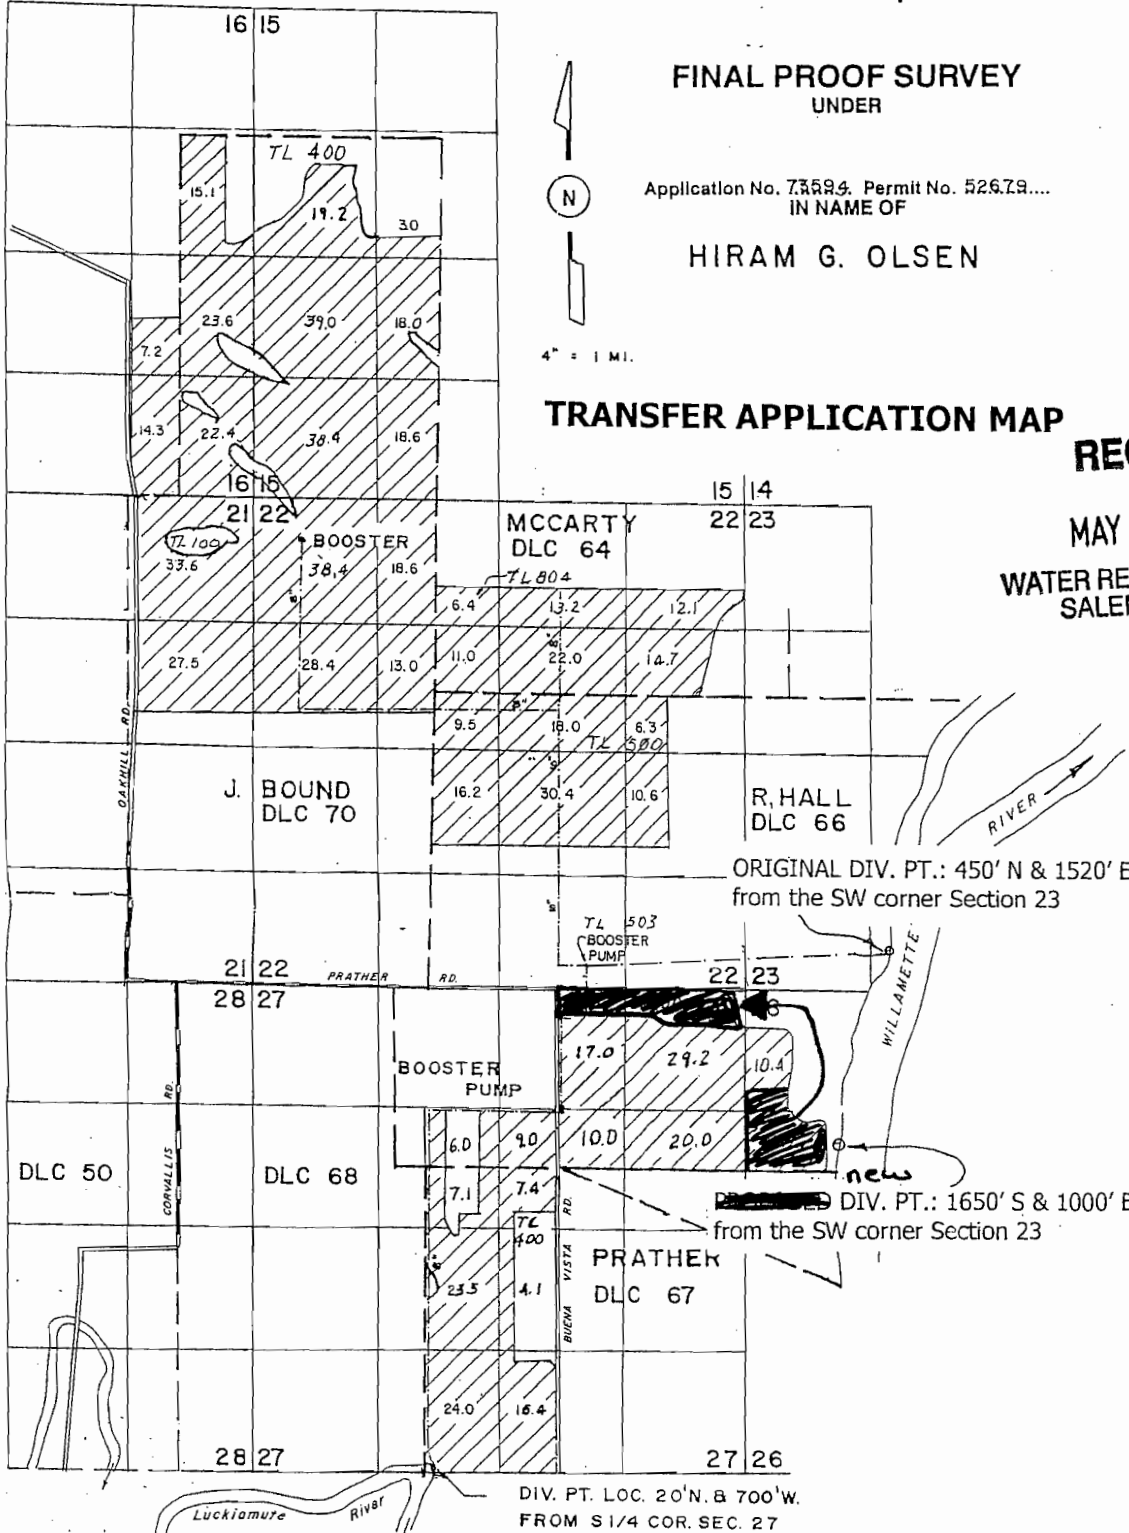 16 15
FINAL PROOF SURVEY
UNDER
Application No. 73594. Permit No. 52679....
IN NAME OF
HIRAM G. OLSEN
N
4" = 1 MI.
TRANSFER APPLICATION MAP
MAY
TL 400
15.1
19.2
3.0
23.6
39.0
18.0
7.2
14.3
22.4
38.4
18.6
16 15
21 22
15 14
22 23
MCCARTY
DLC 64
TL 100
BOOSTER
33.6
38.4
18.6
8"
TL 804
6.4
13.2
12.1
27.5
28.4
13.0
11.0
22.0
14.7
8"
8"
9.5
18.0
6.3
TL 500
16.2
30.4
10.6
OAKHILL RD.
J. BOUND
DLC 70
R. HALL
DLC 66
RIVER
ORIGINAL DIV. PT.: 450' N & 1520' E
from the SW corner Section 23
TL 503
BOOSTER
PUMP
WILLAMETTE
21 22
PRATHER RD.
22 23
28 27
17.0
29.2
10.4
BOOSTER
PUMP
6.0
9.0
10.0
20.0
DLC 50
CORVALLIS RD.
DLC 68
7.1
7.4
new
DIV. PT.: 1650' S & 1000' E
from the SW corner Section 23
TL
400
8"
23.5
4.1
BUENA VISTA RD.
PRATHER
DLC 67
24.0
16.4
28 27
27 26
Luckiamute River
DIV. PT. LOC. 20'N. & 700'W.
FROM S1/4 COR. SEC. 27